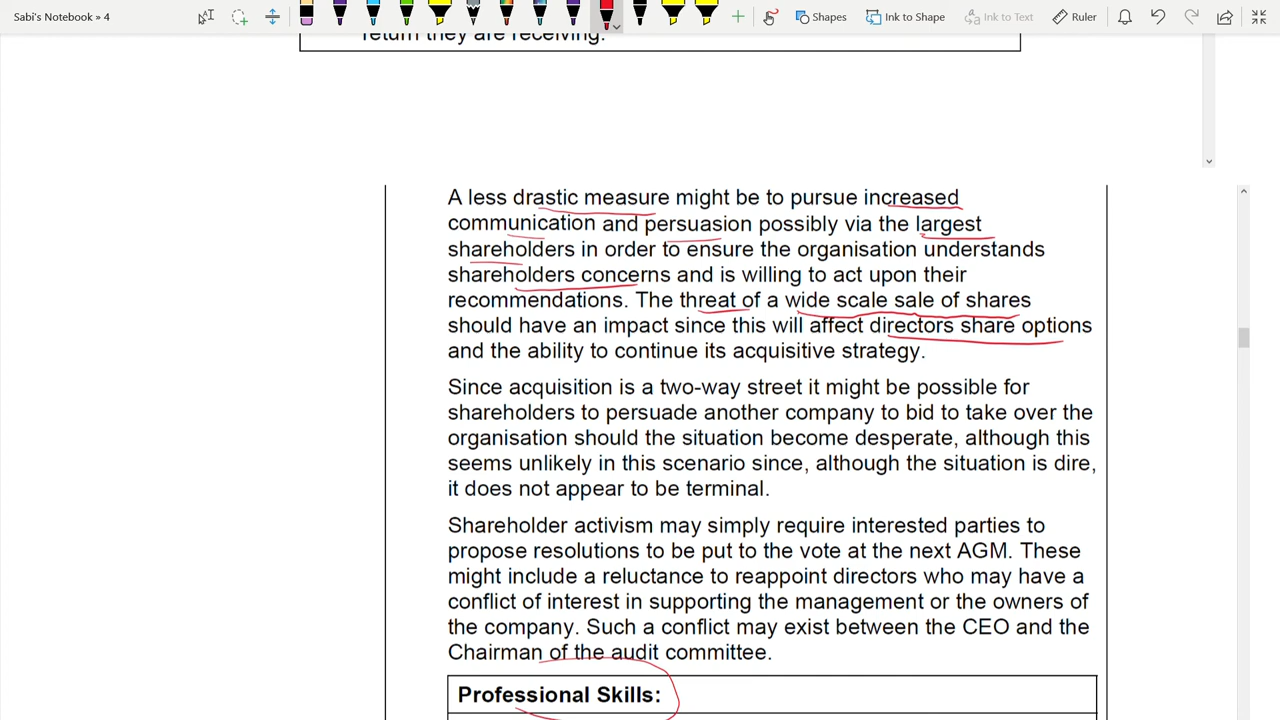 Sabi's Notebook » 4
Shapes
Ink to Shape
Ink to Text
Ruler
return they are receiving.
A less drastic measure might be to pursue increased
communication and persuasion possibly via the largest
shareholders in order to ensure the organisation understands
shareholders concerns and is willing to act upon their
recommendations. The threat of a wide scale sale of shares
should have an impact since this will affect directors share options
and the ability to continue its acquisitive strategy.
Since acquisition is a two-way street it might be possible for
shareholders to persuade another company to bid to take over the
organisation should the situation become desperate, although this
seems unlikely in this scenario since, although the situation is dire,
it does not appear to be terminal.
Shareholder activism may simply require interested parties to
propose resolutions to be put to the vote at the next AGM. These
might include a reluctance to reappoint directors who may have a
conflict of interest in supporting the management or the owners of
the company. Such a conflict may exist between the CEO and the
Chairman of the audit committee.
Professional Skills: